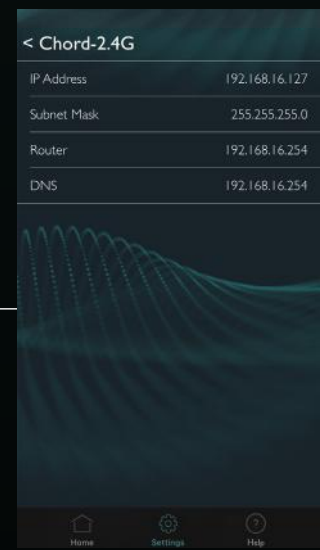 < Chord-2.4G
IP Address 192.168.16.127
Subnet Mask 255.255.255.0
Router 192.168.16.254
DNS 192.168.16.254
Home Settings Help